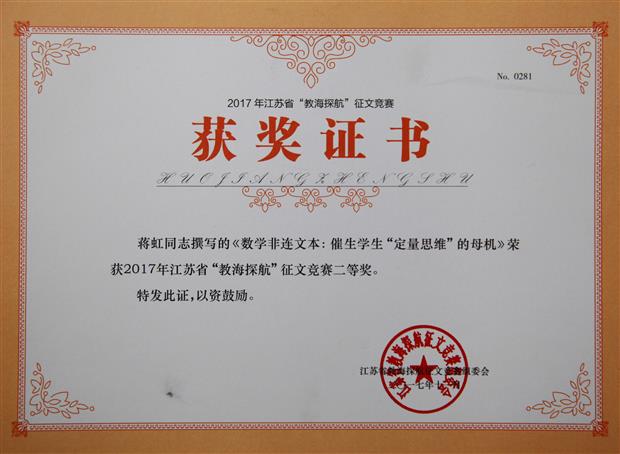 No. 0281
2017年江苏省“教海探航”征文竞赛
获奖证书
HUOJIANGZHENGSHU
蒋虹同志撰写的《数学非连文本：催生学生“定量思维”的母机》荣
获2017年江苏省“教海探航”征文竞赛二等奖。
特发此证，以资鼓励。
江苏省教海探航征文竞赛组委会